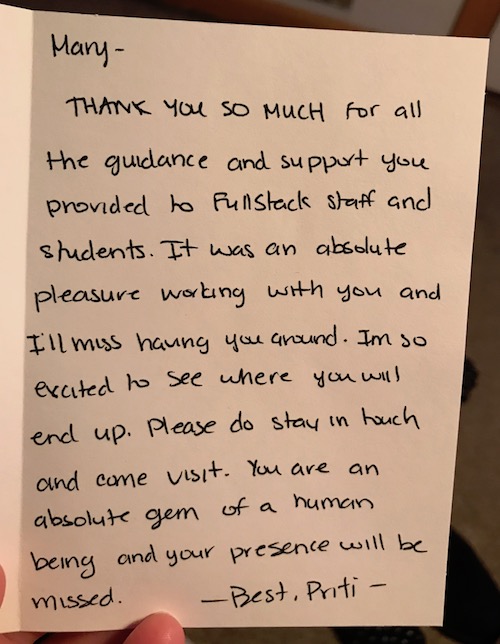 Mary-
THANK YOU SO MUCH for all
the guidance and support you
provided to Fullstack staff and
students. It was an absolute
pleasure working with you and
I'll miss having you around. Im so
excited to see where you will
end up. Please do stay in touch
and come visit. You are an
absolute gem of a human
being and your presence will be
missed. -Best, Priti-